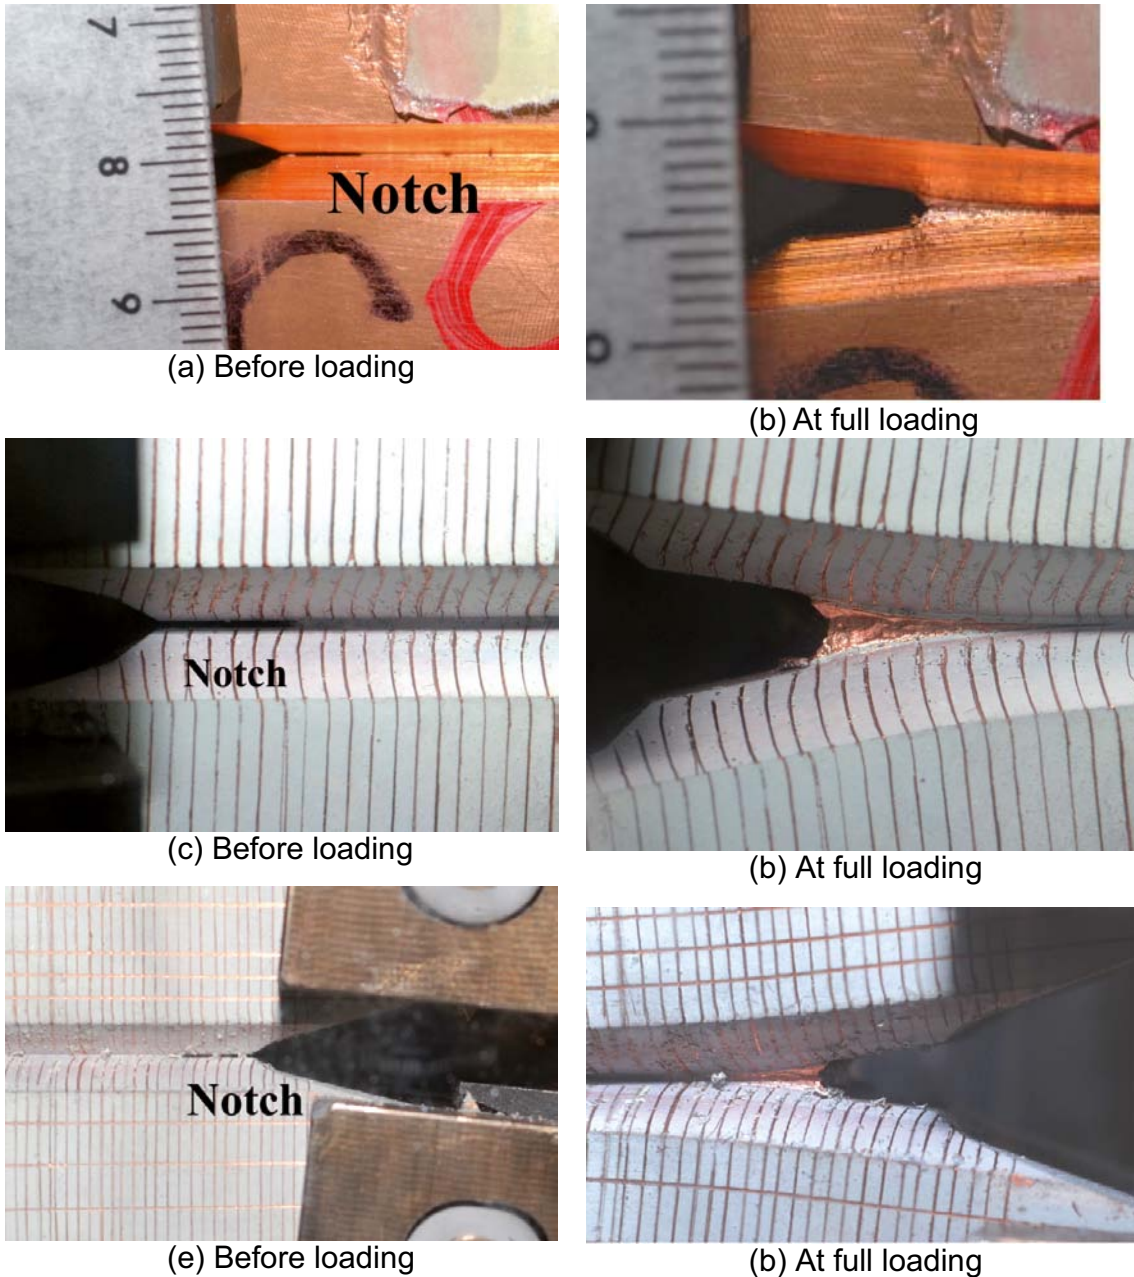 7
8
9
Notch
(a) Before loading
(b) At full loading
Notch
(c) Before loading
(b) At full loading
Notch
(e) Before loading
(b) At full loading